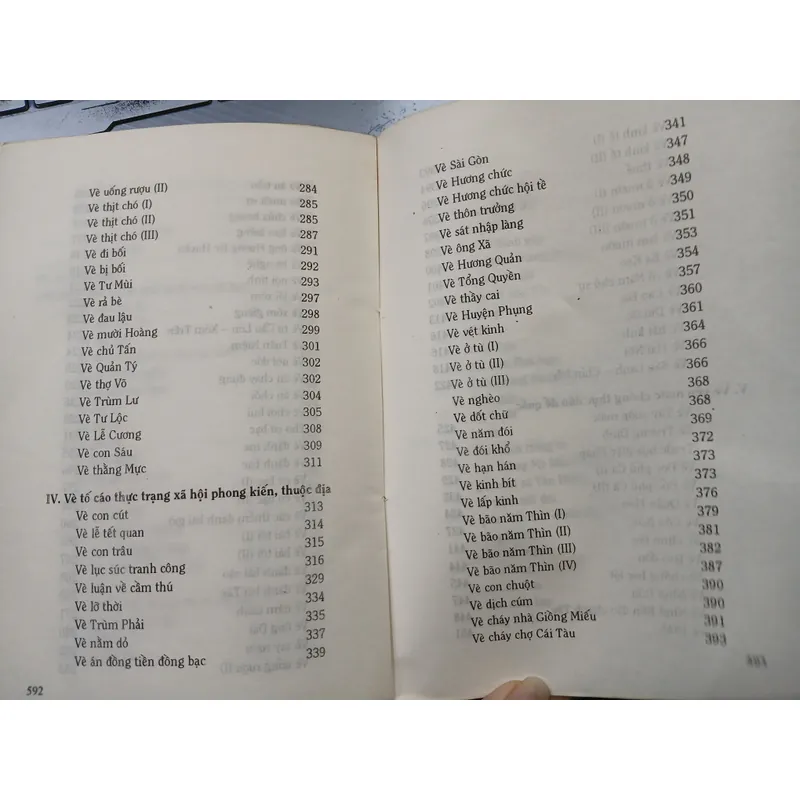 Vè uống rượu (II) 284
Vè thịt chó (I) 285
Vè thịt chó (II) 285
Vè thịt chó (III) 287
Vè đi bối 291
Vè bị bối 292
Vè Tư Mùi 293
Vè rả bè 297
Vè đau lậu 298
Vè mười Hoàng 299
Vè chủ Tấn 301
Vè Quản Tý 302
Vè thợ Võ 302
Vè Trùm Lư 304
Vè Tư Lộc 305
Vè Lễ Cương 308
Vè con Sáu 309
Vè thằng Mực 311
IV. Vè tố cáo thực trạng xã hội phong kiến, thuộc địa
Vè con cút 313
Vè lễ tết quan 314
Vè con trâu 315
Vè lục súc tranh công 316
Vè luận về cầm thú 329
Vè lỡ thời 334
Vè Trùm Phải 335
Vè nằm dỏ 337
Vè án đồng tiền đồng bạc 339
592
Vè Sài Gòn 341
Vè Hương chức 347
Vè Hương chức hội tề 348
Vè thôn trưởng 349
Vè sát nhập làng 350
Vè ông Xã 351
Vè Hương Quản 353
Vè Tổng Quyền 354
Vè thầy cai 357
Vè Huyện Phụng 360
Vè vét kinh 361
Vè ở tù (I) 364
Vè ở tù (II) 366
Vè ở tù (III) 366
Vè nghèo 368
Vè dốt chữ 368
Vè năm đói 369
Vè đói khổ 372
Vè hạn hán 373
Vè kinh bít 373
Vè lấp kinh 376
Vè bão năm Thìn (I) 379
Vè bão năm Thìn (II) 381
Vè bão năm Thìn (III) 382
Vè bão năm Thìn (IV) 387
Vè con chuột 390
Vè dịch cúm 390
Vè cháy nhà Giồng Miếu 391
Vè cháy chợ Cái Tàu 393